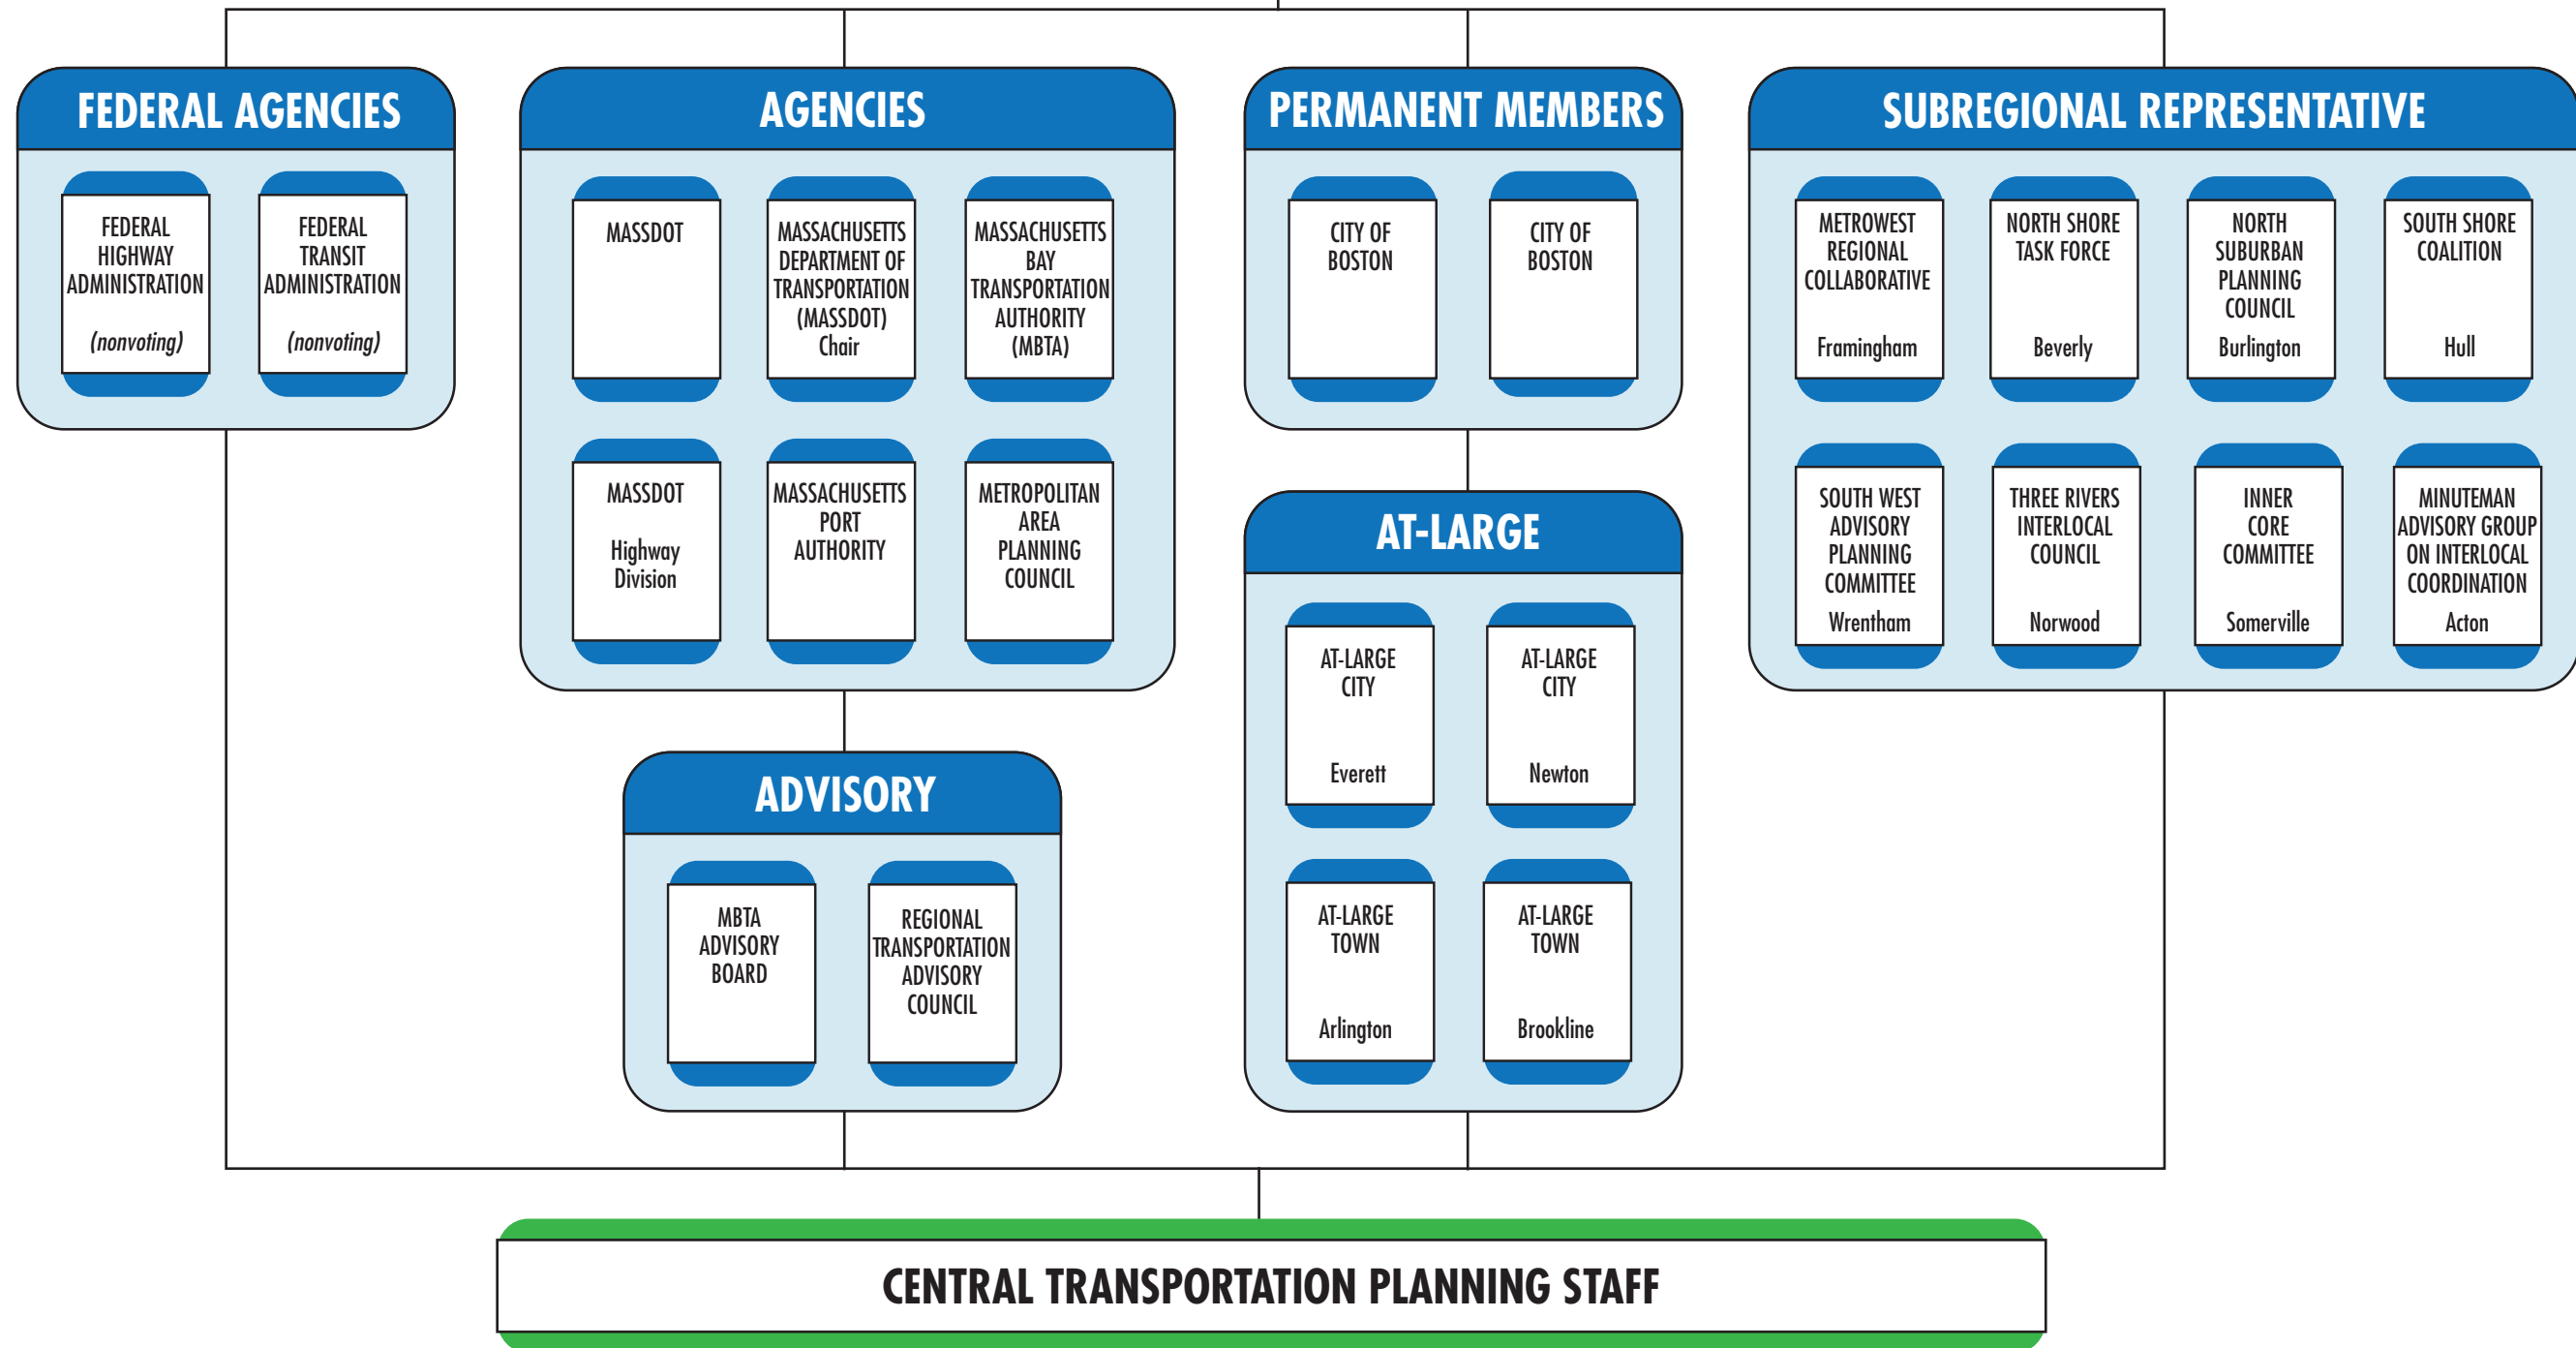 FEDERAL AGENCIES
FEDERAL
HIGHWAY
ADMINISTRATION
(nonvoting)
FEDERAL
TRANSIT
ADMINISTRATION
(nonvoting)
AGENCIES
MASSDOT
MASSACHUSETTS
DEPARTMENT OF
TRANSPORTATION
(MASSDOT)
Chair
MASSACHUSETTS
BAY
TRANSPORTATION
AUTHORITY
(MBTA)
MASSDOT
Highway
Division
MASSACHUSETTS
PORT
AUTHORITY
METROPOLITAN
AREA
PLANNING
COUNCIL
ADVISORY
MBTA
ADVISORY
BOARD
REGIONAL
TRANSPORTATION
ADVISORY
COUNCIL
PERMANENT MEMBERS
CITY OF
BOSTON
CITY OF
BOSTON
AT-LARGE
AT-LARGE
CITY
Everett
AT-LARGE
CITY
Newton
AT-LARGE
TOWN
Arlington
AT-LARGE
TOWN
Brookline
SUBREGIONAL REPRESENTATIVE
METROWEST
REGIONAL
COLLABORATIVE
Framingham
NORTH SHORE
TASK FORCE
Beverly
NORTH
SUBURBAN
PLANNING
COUNCIL
Burlington
SOUTH SHORE
COALITION
Hull
SOUTH WEST
ADVISORY
PLANNING
COMMITTEE
Wrentham
THREE RIVERS
INTERLOCAL
COUNCIL
Norwood
INNER
CORE
COMMITTEE
Somerville
MINUTEMAN
ADVISORY GROUP
ON INTERLOCAL
COORDINATION
Acton
CENTRAL TRANSPORTATION PLANNING STAFF